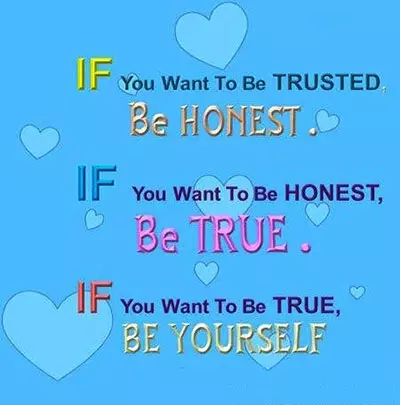 IF You Want To Be TRUSTED,
Be HONEST.
IF You Want To Be HONEST,
Be TRUE.
IF You Want To Be TRUE,
BE YOURSELF